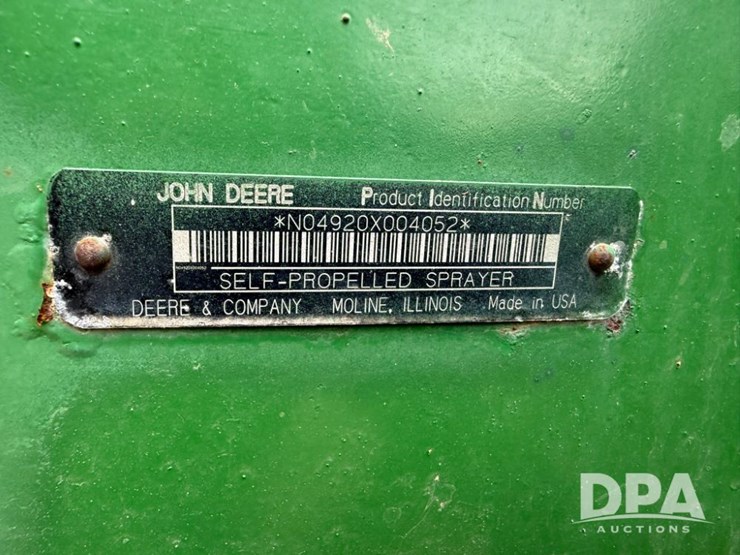 JOHN DEERE Product Identification Number
*N04920X004052*
SELF-PROPELLED SPRAYER
DEERE & COMPANY MOLINE, ILLINOIS Made in USA
DPA
AUCTIONS